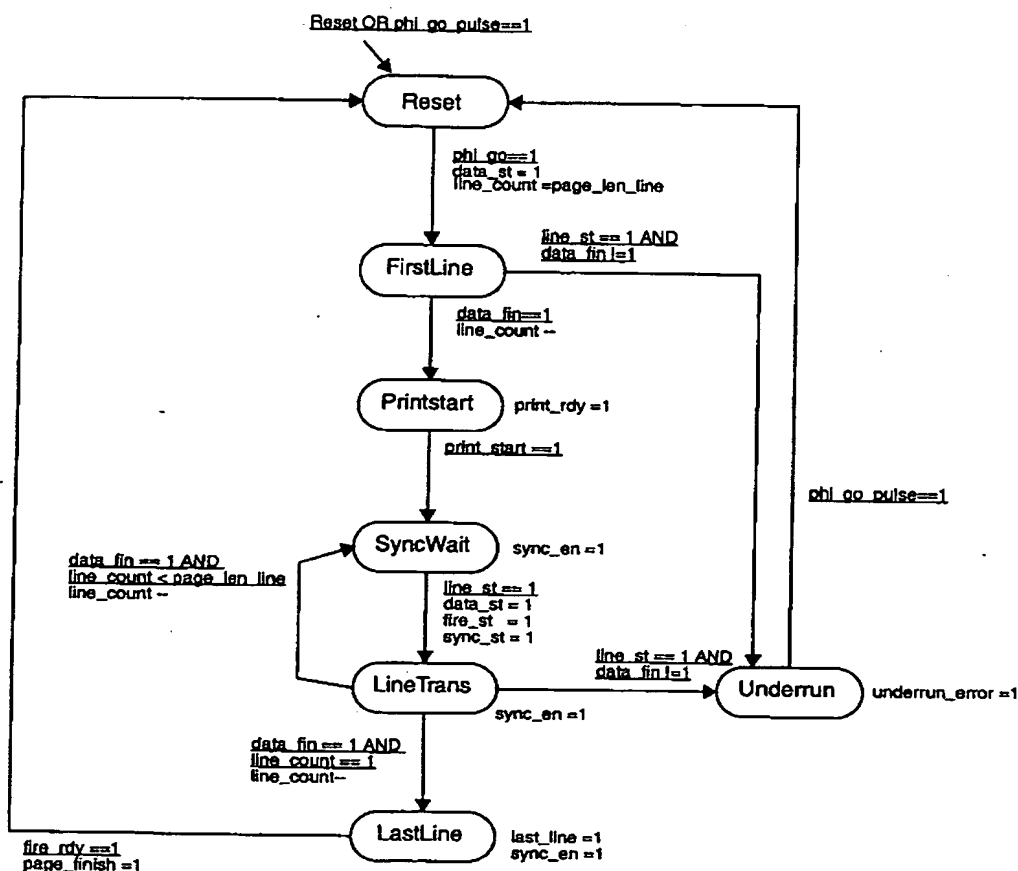 Reset OR phi_go_pulse==1
Reset
phi_go==1
data_st = 1
line_count =page_len_line
line_st == 1 AND
data_fin !=1
FirstLine
data_fin==1
line_count --
Printstart
print_rdy =1
print_start ==1
phi_go_pulse==1
SyncWait
sync_en =1
data_fin == 1 AND
line_count < page_len_line
line_count --
line_st == 1
data_st = 1
fire_st = 1
sync_st = 1
line_st == 1 AND
data_fin !=1
LineTrans
sync_en =1
Underrun
underrun_error =1
data_fin == 1 AND
line_count == 1
line_count--
LastLine
last_line =1
sync_en =1
fire_rdy ==1
page_finish =1